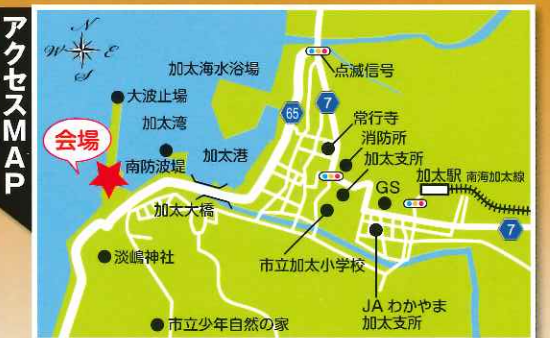 アクセスMAP
N
W E
S
加太海水浴場
点滅信号
大波止場
65
7
加太湾
常行寺
会場
消防所
南防波堤
加太港
加太支所
加太駅
南海加太線
GS
加太大橋
7
淡嶋神社
市立加太小学校
JA わかやま
加太支所
市立少年自然の家